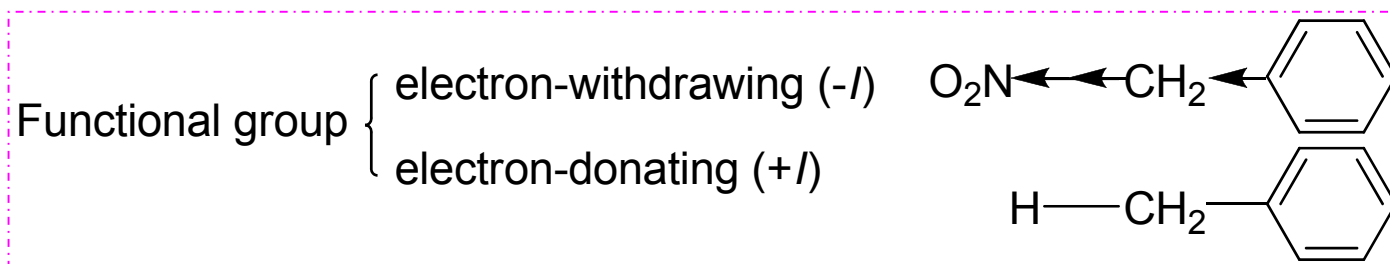 electron-withdrawing (-I)
O₂N CH₂
Functional group
electron-donating (+I)
H CH₂